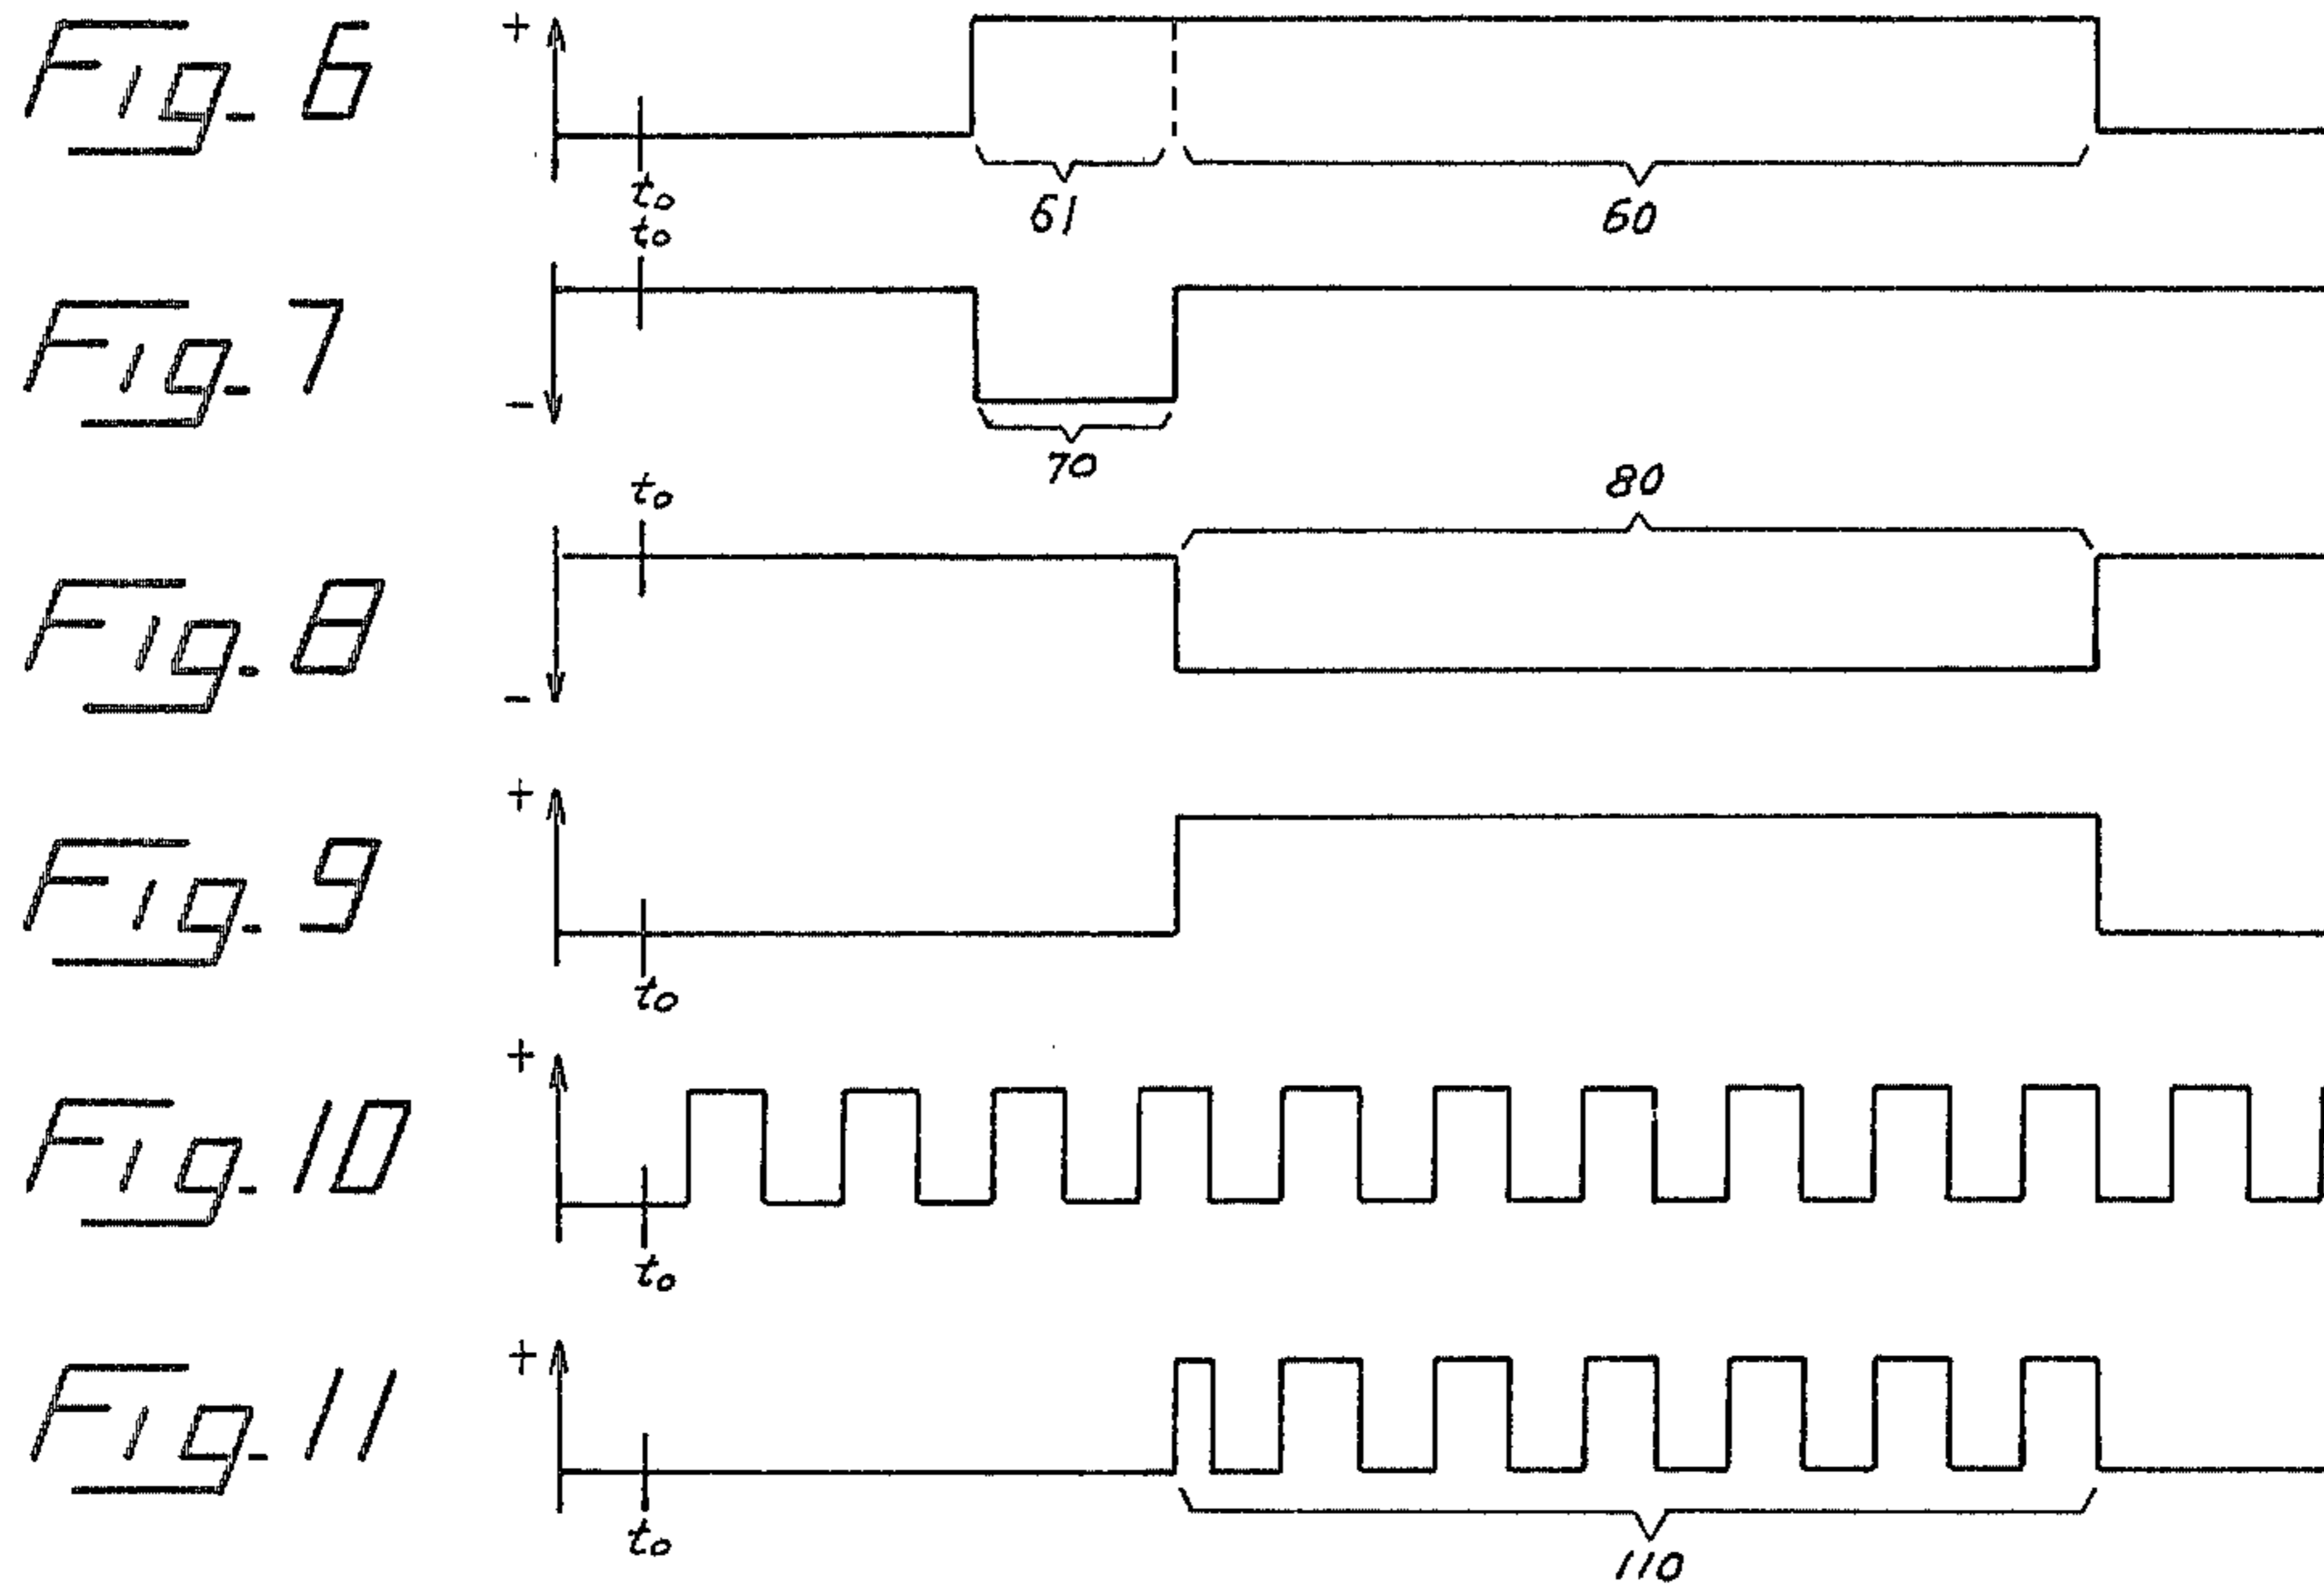 Fig. 6
+
t₀
61
60
Fig. 7
t₀
-
70
Fig. 8
t₀
80
-
Fig. 9
+
t₀
Fig. 10
+
t₀
Fig. 11
+
t₀
110